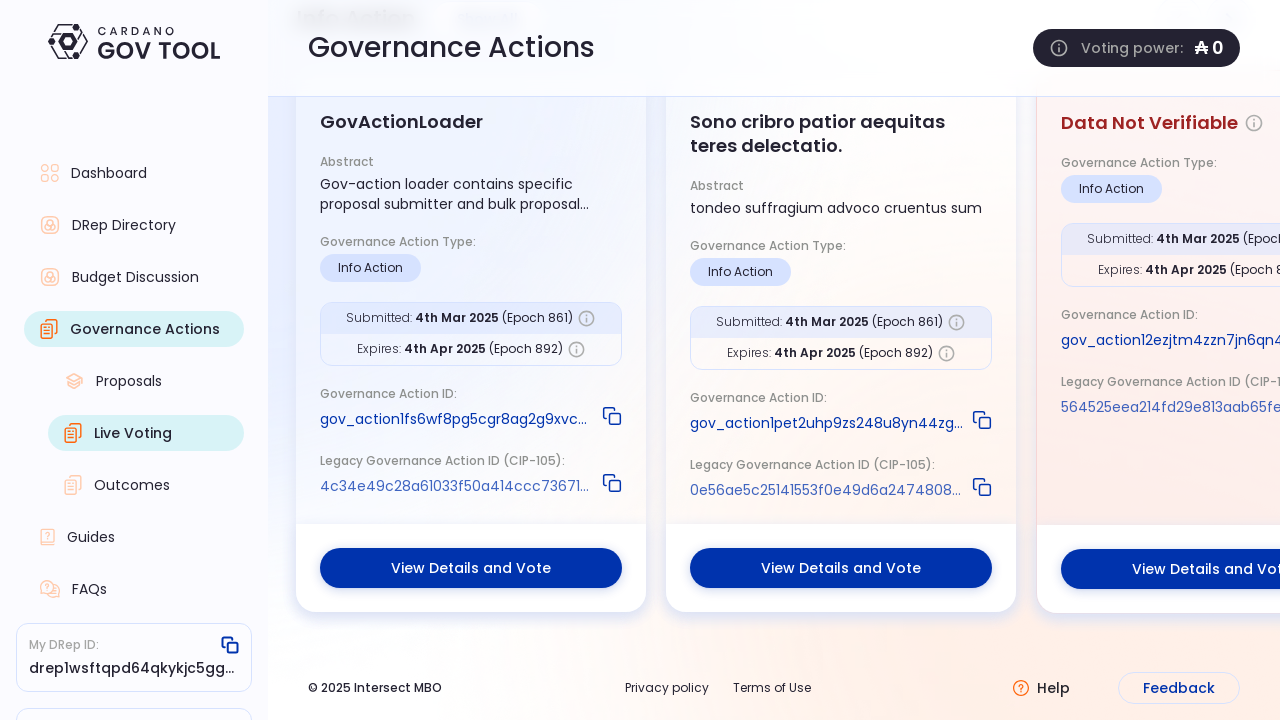 CARDANO
GOV TOOL
Governance Actions
Voting power: ₳ 0
Dashboard
DRep Directory
Budget Discussion
Governance Actions
Proposals
Live Voting
Outcomes
Guides
FAQs
My DRep ID:
drep1wsftqpd64qkykjc5gg...
GovActionLoader
Abstract
Gov-action loader contains specific
proposal submitter and bulk proposal...
Governance Action Type:
Info Action
Submitted: 4th Mar 2025 (Epoch 861)
Expires: 4th Apr 2025 (Epoch 892)
Governance Action ID:
gov_action1fs6wf8pg5cgr8ag2g9xvc...
Legacy Governance Action ID (CIP-105):
4c34e49c28a61033f50a414ccc73671...
View Details and Vote
Sono cribro patior aequitas
teres delectatio.
Abstract
tondeo suffragium advoco cruentus sum
Governance Action Type:
Info Action
Submitted: 4th Mar 2025 (Epoch 861)
Expires: 4th Apr 2025 (Epoch 892)
Governance Action ID:
gov_action1pet2uhp9zs248u8yn44zg...
Legacy Governance Action ID (CIP-105):
0e56ae5c25141553f0e49d6a2474808...
View Details and Vote
Data Not Verifiable
Governance Action Type:
Info Action
Submitted: 4th Mar 2025 (Epoch
Expires: 4th Apr 2025 (Epoch 8
Governance Action ID:
gov_action12ezjtm4zzn7jn6qn4
Legacy Governance Action ID (CIP-1
564525eea214fd29e813aab65fe
View Details and Vot
© 2025 Intersect MBO
Privacy policy
Terms of Use
Help
Feedback